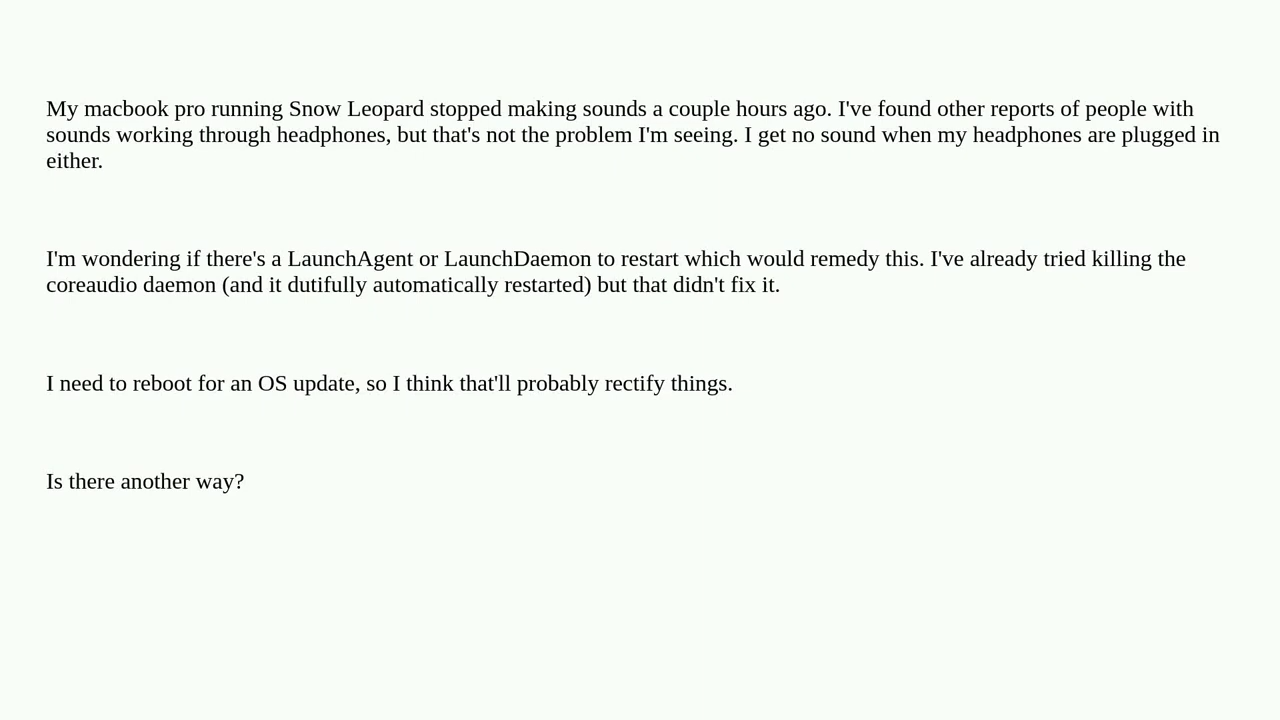 My macbook pro running Snow Leopard stopped making sounds a couple hours ago. I've found other reports of people with
sounds working through headphones, but that's not the problem I'm seeing. I get no sound when my headphones are plugged in
either.
I'm wondering if there's a LaunchAgent or LaunchDaemon to restart which would remedy this. I've already tried killing the
coreaudio daemon (and it dutifully automatically restarted) but that didn't fix it.
I need to reboot for an OS update, so I think that'll probably rectify things.
Is there another way?